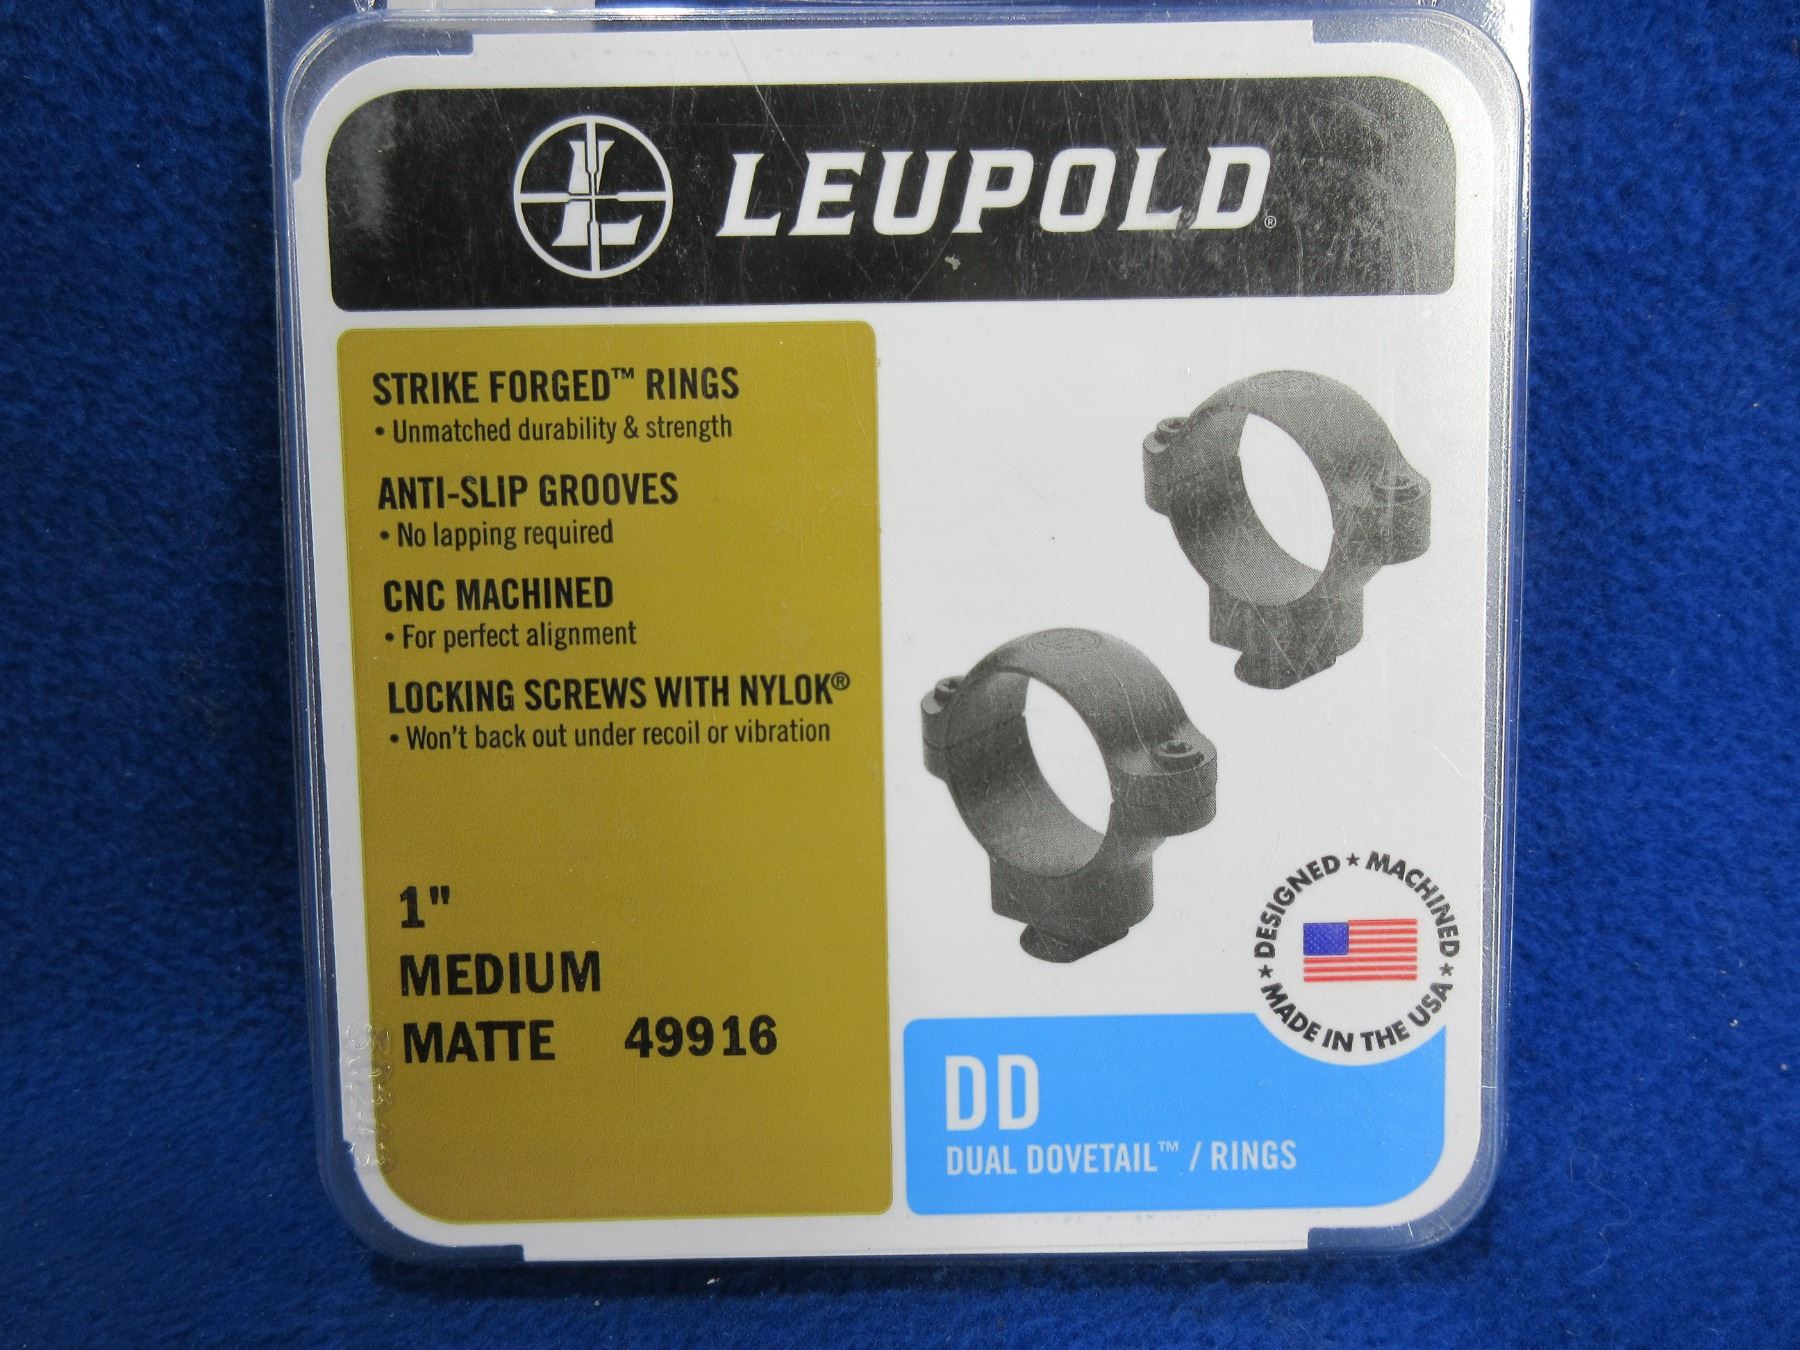 LEUPOLD®
STRIKE FORGED™ RINGS
• Unmatched durability & strength
ANTI-SLIP GROOVES
• No lapping required
CNC MACHINED
• For perfect alignment
LOCKING SCREWS WITH NYLOK®
• Won't back out under recoil or vibration
1"
MEDIUM
MATTE 49916
DESIGNED ★ MACHINED ★
MADE IN THE USA ★
DD
DUAL DOVETAIL™ / RINGS